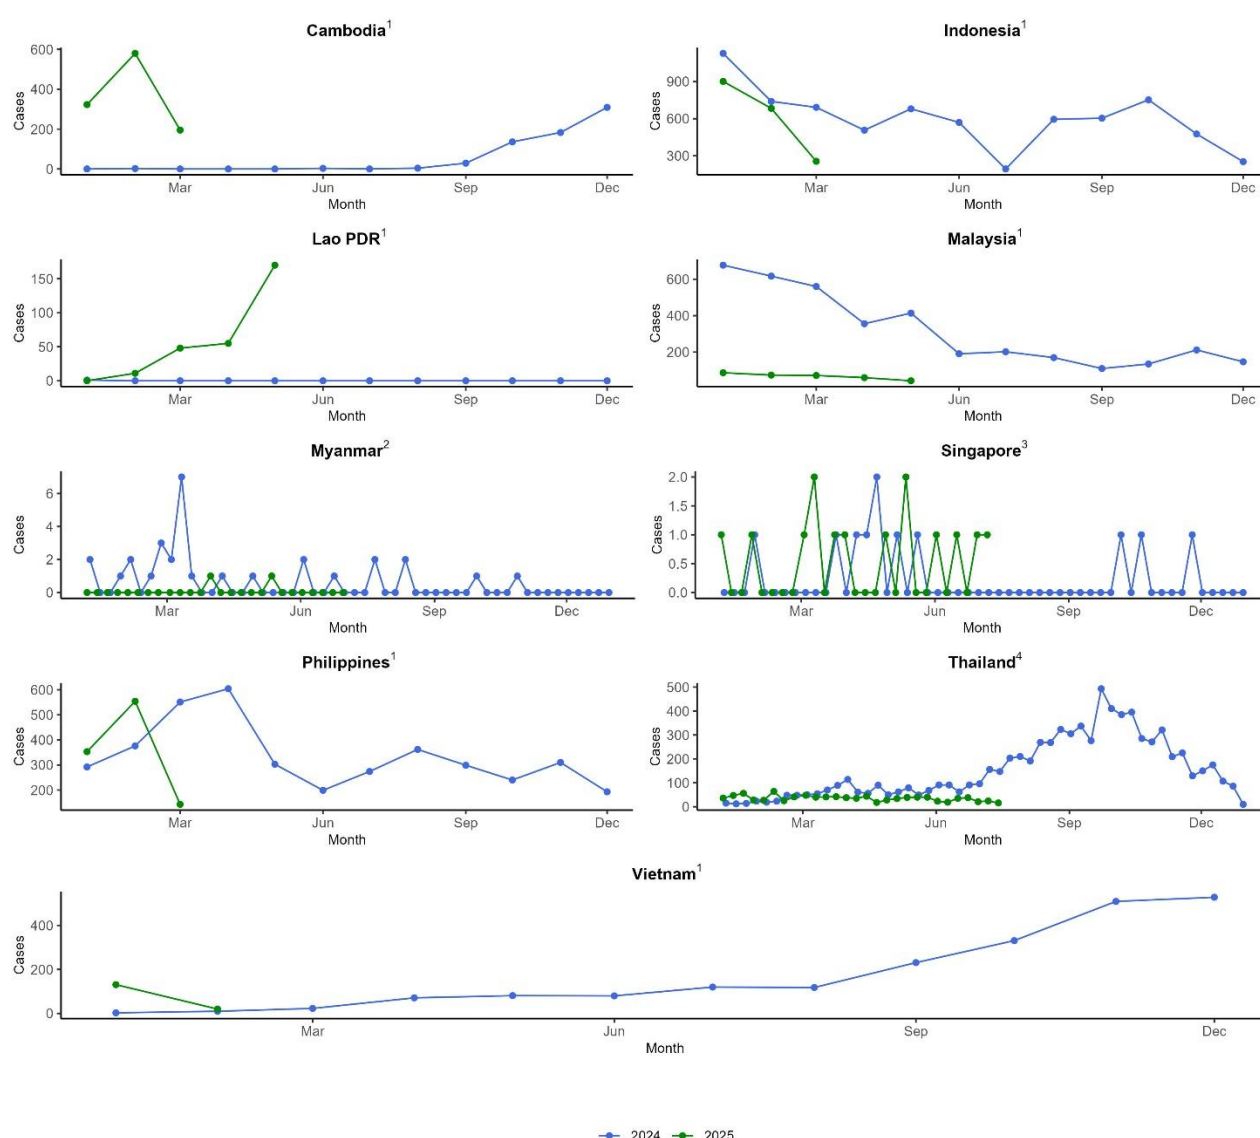 Cambodia1
Cases
600
400
200
0
Mar Jun Sep Dec
Month
Indonesia1
Cases
900
600
300
Mar Jun Sep Dec
Month
Lao PDR1
Cases
150
100
50
0
Mar Jun Sep Dec
Month
Malaysia1
Cases
600
400
200
Mar Jun Sep Dec
Month
Myanmar2
Cases
6
4
2
0
Mar Jun Sep Dec
Month
Singapore3
Cases
2.0
1.5
1.0
0.5
0.0
Mar Jun Sep Dec
Month
Philippines1
Cases
600
500
400
300
200
Mar Jun Sep Dec
Month
Thailand4
Cases
500
400
300
200
100
0
Mar Jun Sep Dec
Month
Vietnam1
Cases
400
200
0
Mar Jun Sep Dec
Month
2024 2025